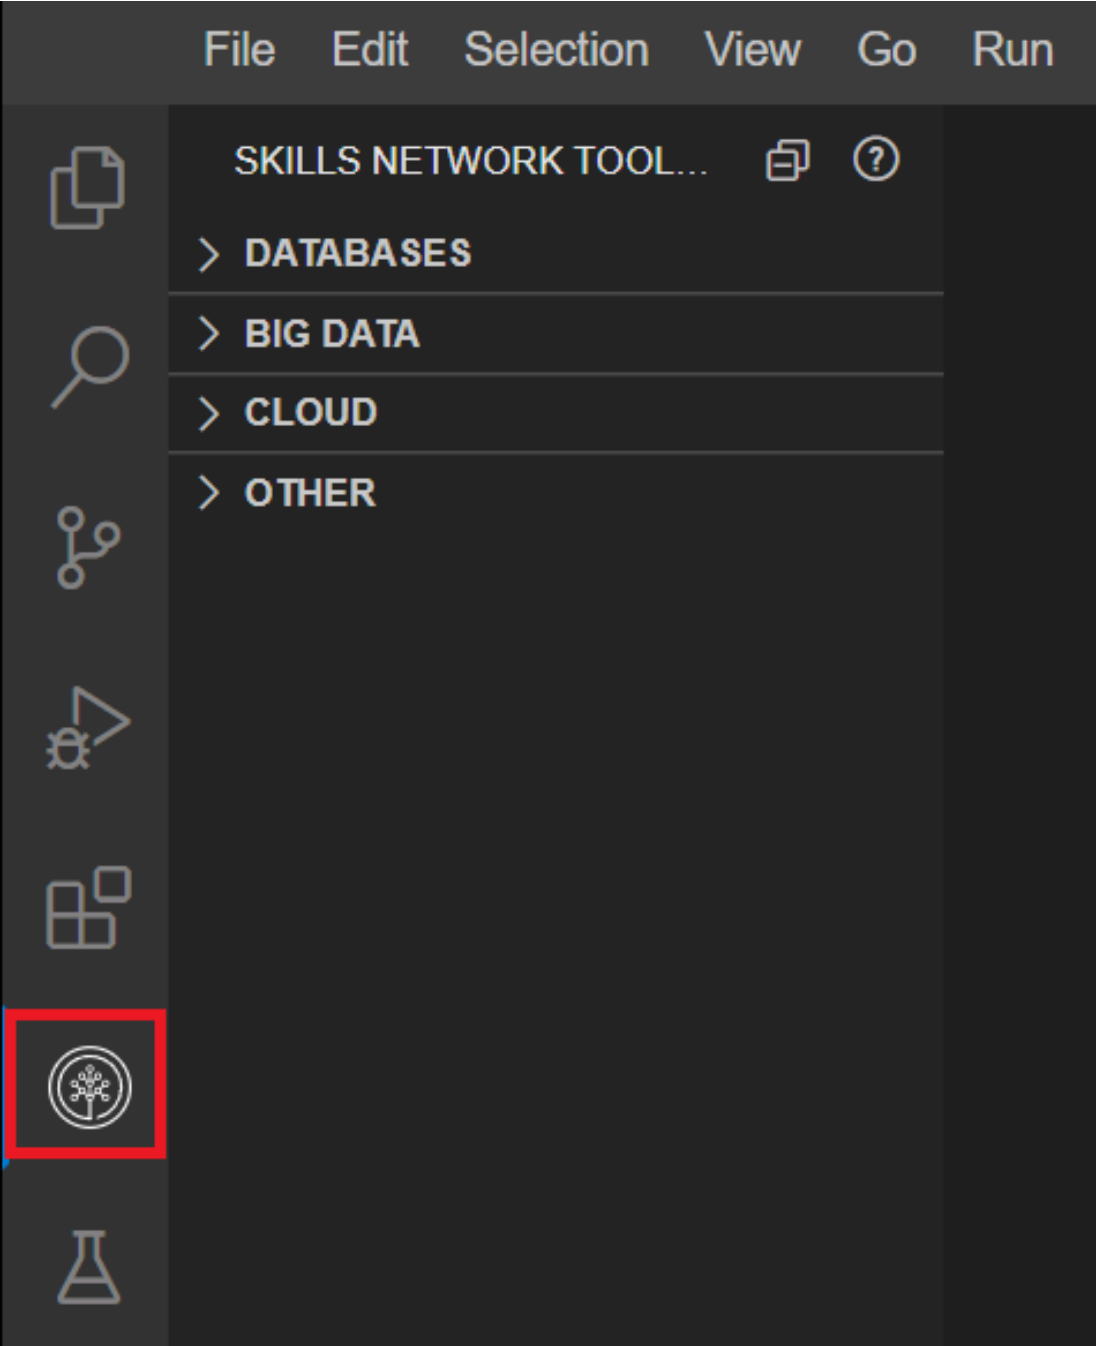 File Edit Selection View Go Run
SKILLS NETWORK TOOL...
DATABASES
BIG DATA
CLOUD
OTHER